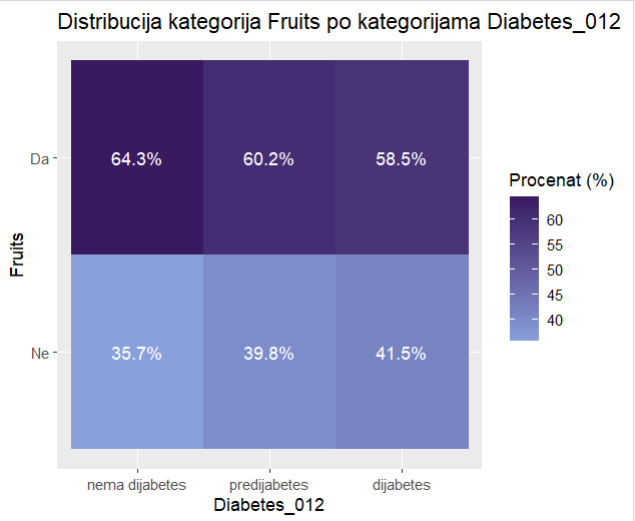 Distribucija kategorija Fruits po kategorijama Diabetes_012
Da
64.3%
60.2%
58.5%
Fruits
Ne
35.7%
39.8%
41.5%
nema dijabetes
predijabetes
dijabetes
Diabetes_012
Procenat (%)
60
55
50
45
40